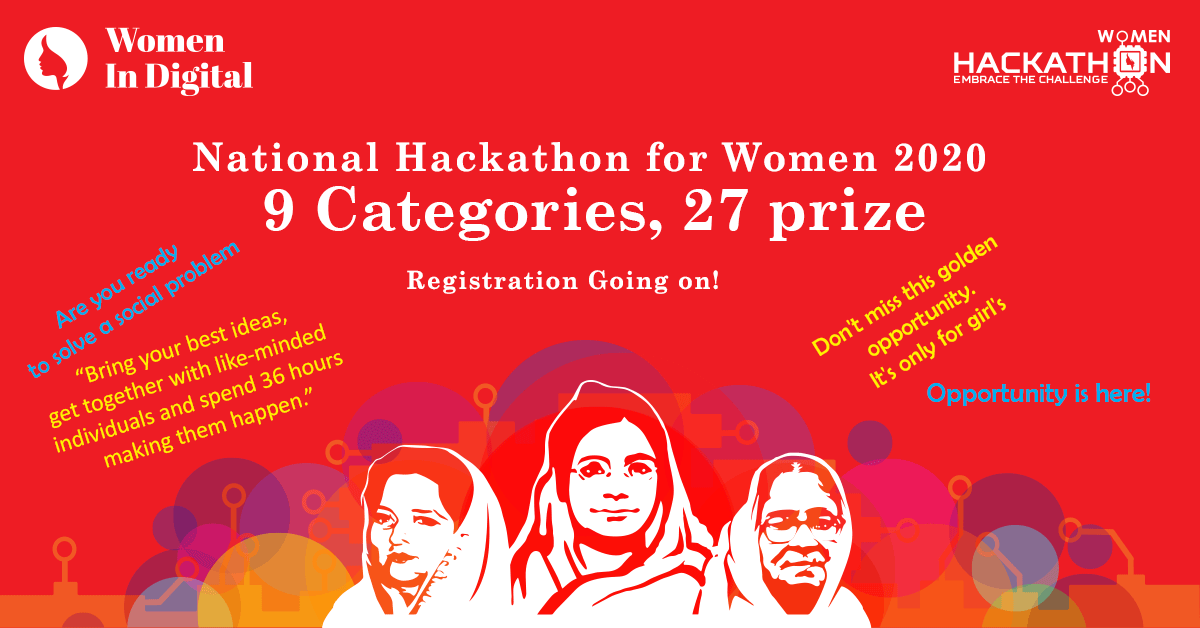 Women
In Digital
WOMEN
HACKATHON
EMBRACE THE CHALLENGE
National Hackathon for Women 2020
9 Categories, 27 prize
Registration Going on!
Are you ready
to solve a social problem
“Bring your best ideas,
get together with like-minded
individuals and spend 36 hours
making them happen.”
Don't miss this golden
opportunity.
It's only for girl's
Opportunity is here!